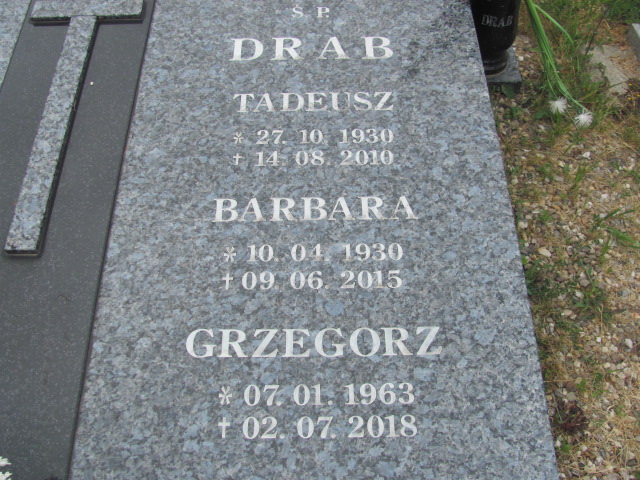 Ś.P.
DRAB
TADEUSZ
* 27. 10. 1930
† 14. 08. 2010
BARBARA
* 10. 04. 1930
† 09. 06. 2015
GRZEGORZ
* 07. 01. 1963
† 02. 07. 2018
DRAB